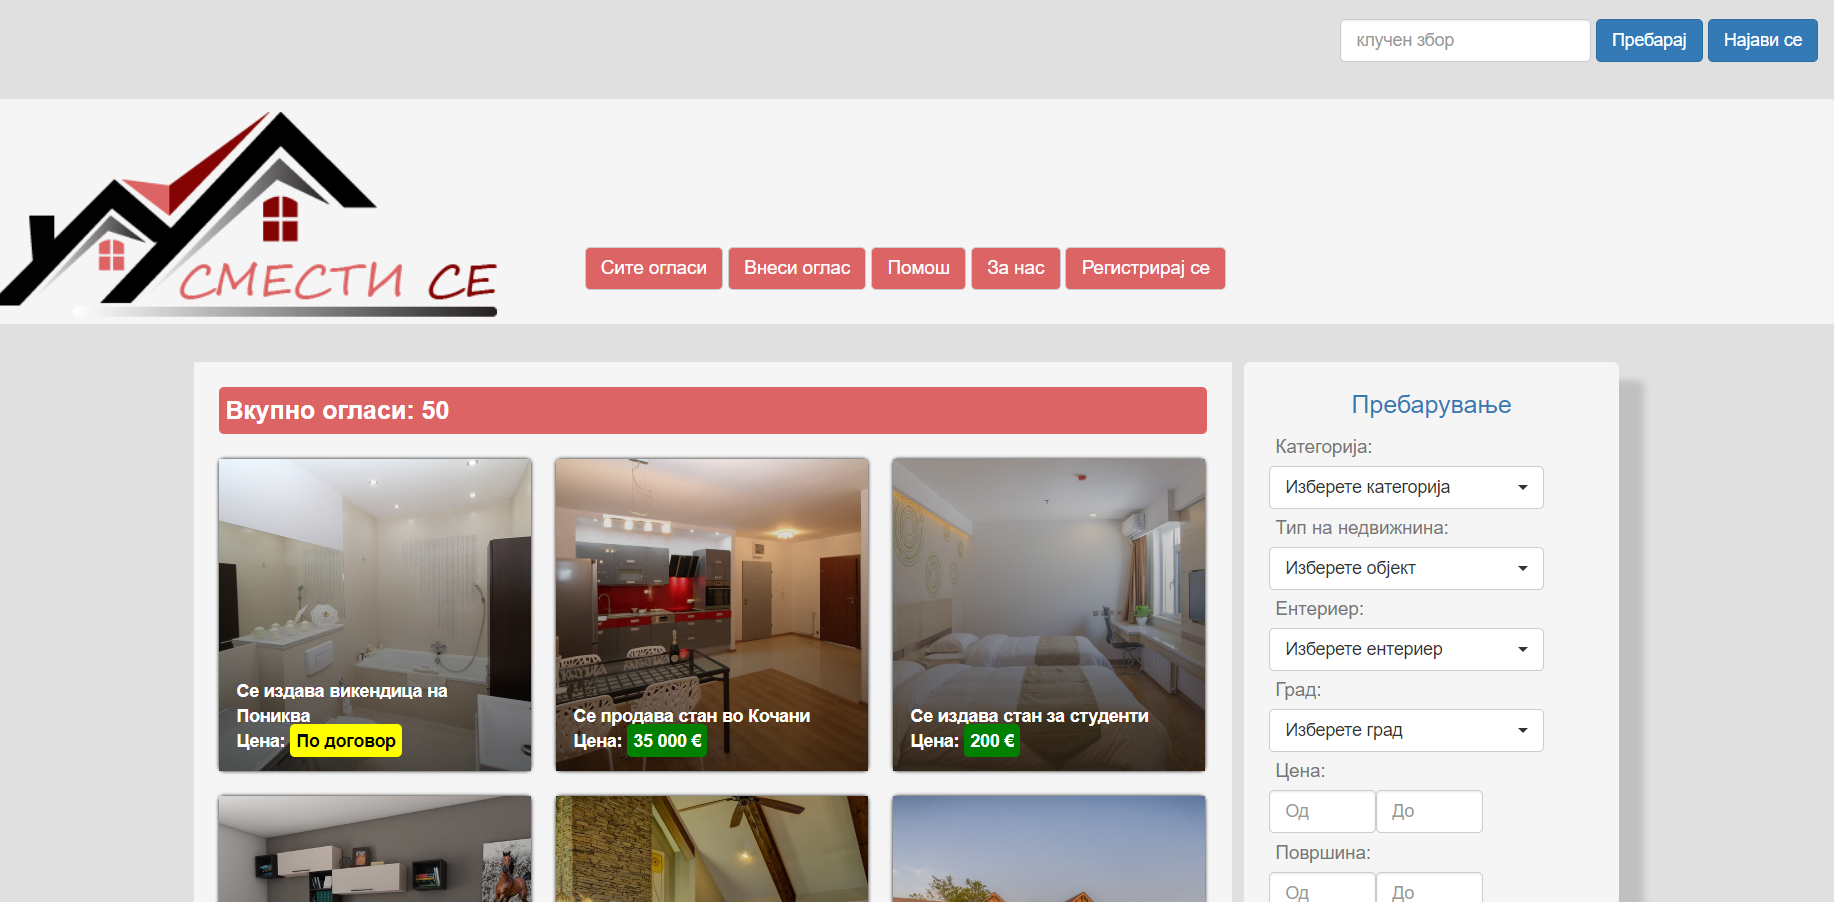 клучен збор
Пребарај
Најави се
СМЕСТИ СЕ
Сите огласи
Внеси оглас
Помош
За нас
Регистрирај се
Вкупно огласи: 50
Се издава викендица на
Пониква
Цена: По договор
Се продава стан во Кочани
Цена: 35 000 €
Се издава стан за студенти
Цена: 200 €
Пребарување
Категорија:
Изберете категорија
Тип на недвижнина:
Изберете објект
Ентериер:
Изберете ентериер
Град:
Изберете град
Цена:
Од До
Површина:
Од До